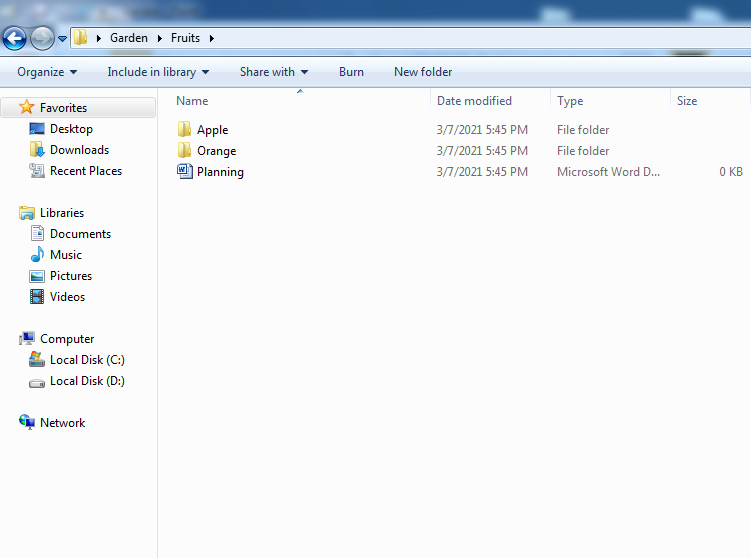 Garden Fruits
Organize Include in library Share with Burn New folder
Name Date modified Type Size
Favorites
Desktop
Downloads
Recent Places
Libraries
Documents
Music
Pictures
Videos
Computer
Local Disk (C:)
Local Disk (D:)
Network
Apple 3/7/2021 5:45 PM File folder
Orange 3/7/2021 5:45 PM File folder
Planning 3/7/2021 5:45 PM Microsoft Word D... 0 KB